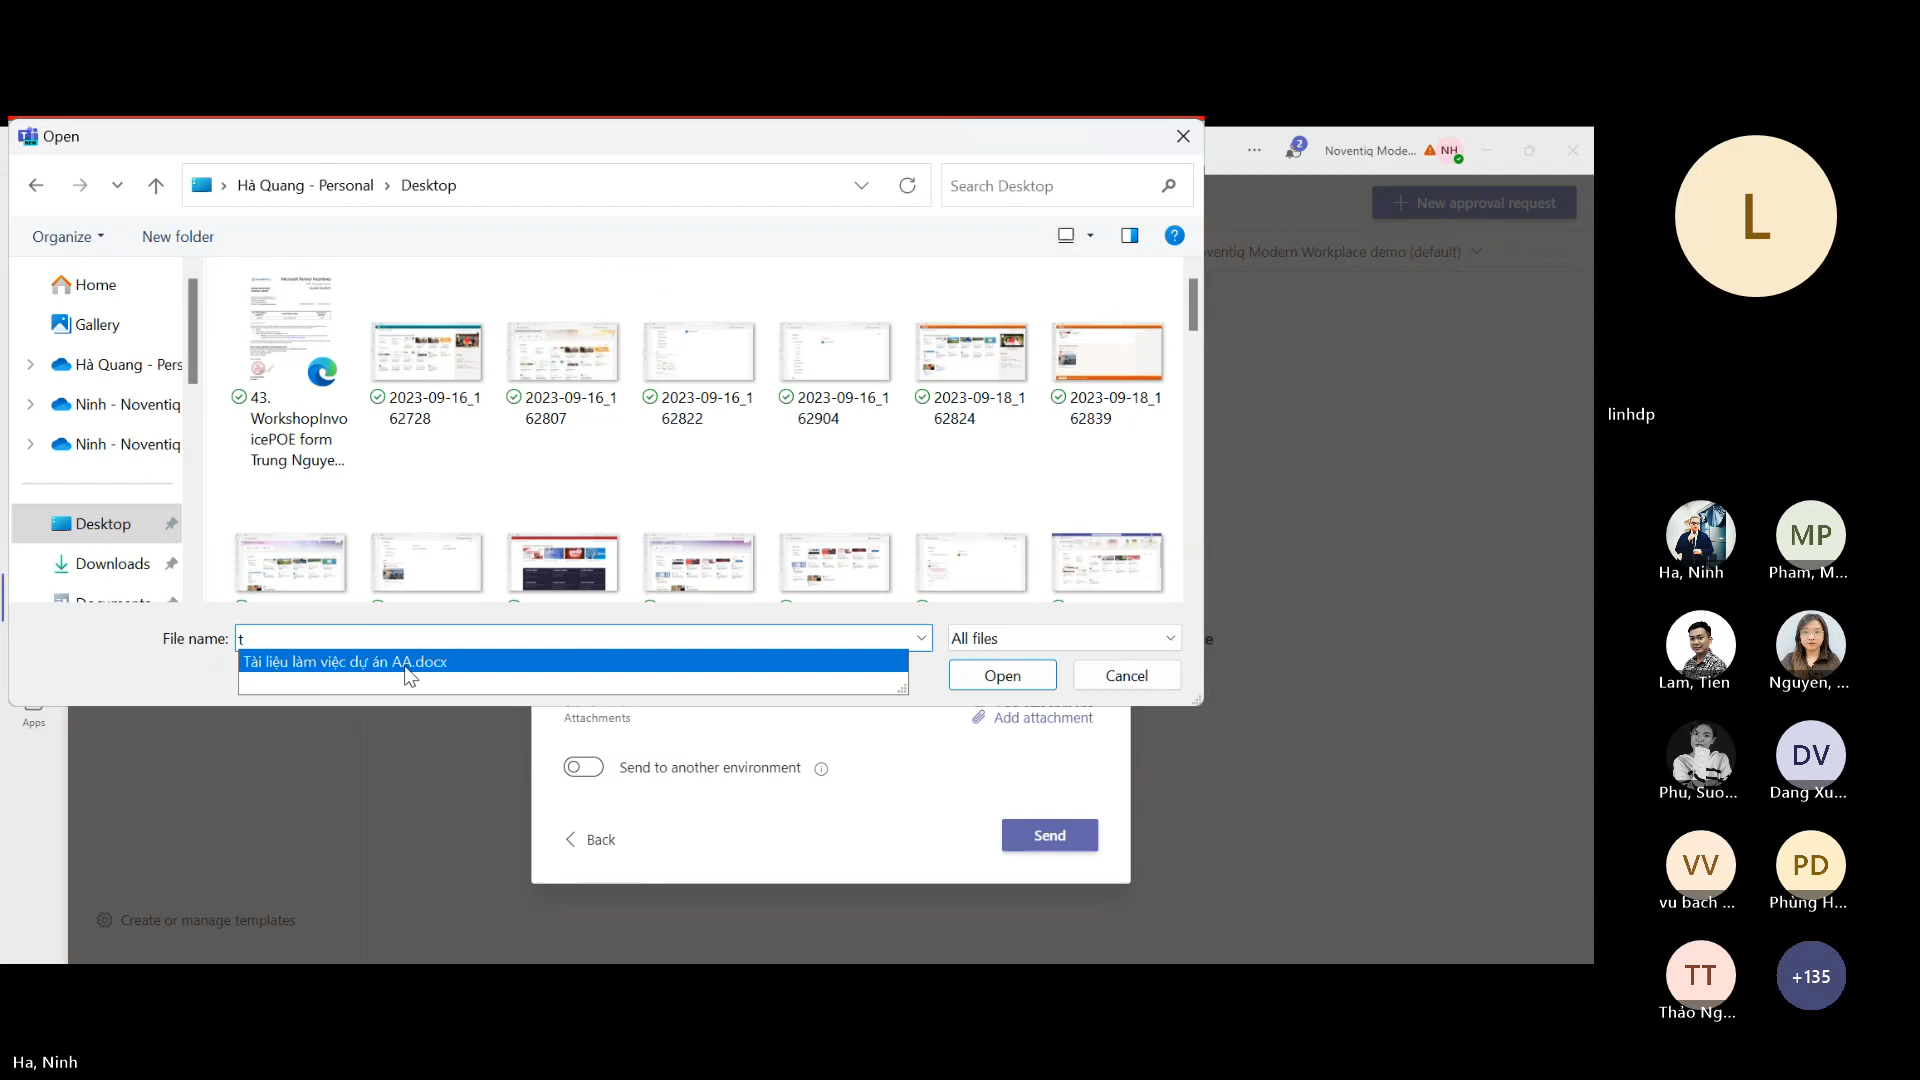 Open
Hà Quang - Personal > Desktop
Search Desktop
Organize
New folder
Home
Gallery
Hà Quang - Pers
Ninh - Noventiq
Ninh - Noventiq
Desktop
Downloads
43.
WorkshopInvo
icePOE form
Trung Nguye...
2023-09-16_1
62728
2023-09-16_1
62807
2023-09-16_1
62822
2023-09-16_1
62904
2023-09-18_1
62824
2023-09-18_1
62839
File name:
t
All files
Tài liệu làm việc dự án AA.docx
Open
Cancel
2
Noventiq Mode...
NH
New approval request
ventiq Modern Workplace demo (default)
Apps
Attachments
Add attachment
Send to another environment
Back
Send
Create or manage templates
L
linhdp
Ha, Ninh
MP
Pham, M...
Lam, Tien
Nguyen, ...
Phu, Suo...
DV
Dang Xu...
VV
vu bach ...
PD
Phùng H...
TT
Thảo Ng...
+135
Ha, Ninh